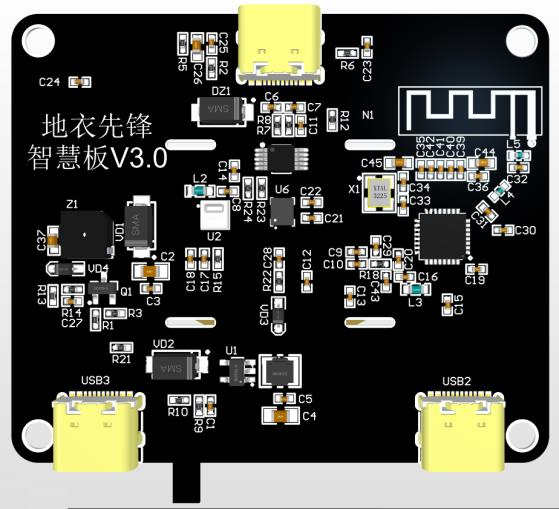 R5
C26
C25
R2
R6
C23
C24
DZ1
SMA
C6
C7
R8
R7
C11
R12
N1
地衣先锋
智慧板V3.0
C35
C42
C41
C40
C39
C45
C44
C36
L5
C32
L4
C31
C30
X1
XTAL
3225
C34
C33
C14
L2
C8
R24
R23
U6
C22
C21
U2
Z1
C37
VD1
SMA
VD4
C2
C3
Q1
R13
R14
C27
R1
R3
C18
C17
R19
C28
R22
VD3
C12
C9
C10
C29
R18
C43
C20
C16
L3
C13
C19
C15
R21
VD2
SMA
U1
C5
C4
R10
R9
C1
USB3
USB2